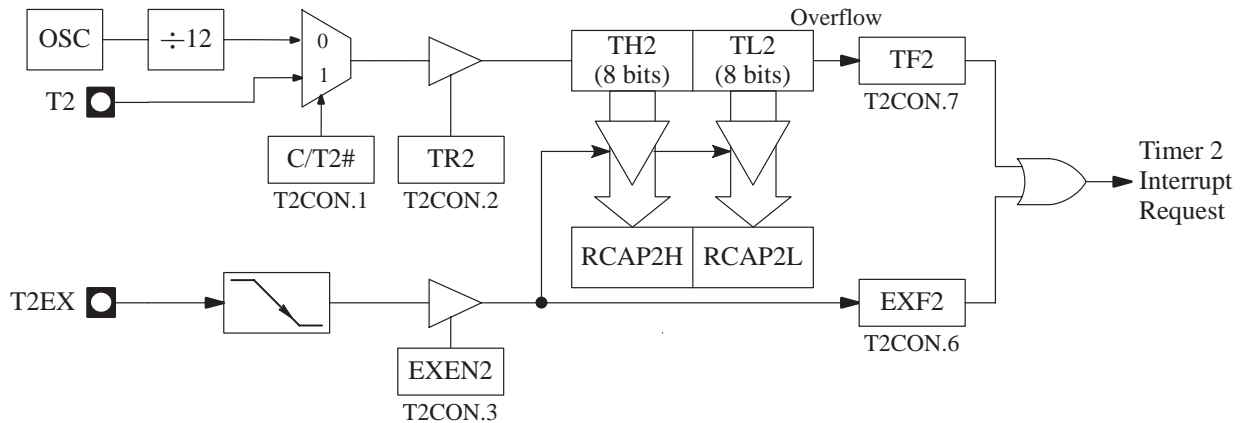 Overflow
OSC
÷12
0
1
TH2
(8 bits)
TL2
(8 bits)
TF2
T2CON.7
T2
C/T2#
T2CON.1
TR2
T2CON.2
Timer 2
Interrupt
Request
RCAP2H
RCAP2L
T2EX
EXF2
T2CON.6
EXEN2
T2CON.3